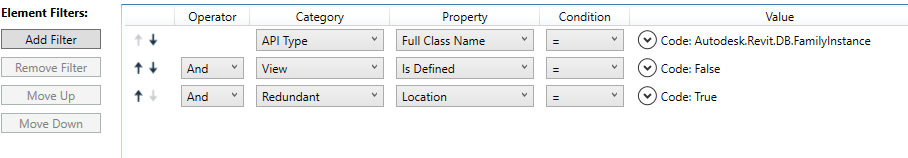 Element Filters:
Operator Category Property Condition Value
Add Filter API Type Full Class Name = Code: Autodesk.Revit.DB.FamilyInstance
Remove Filter And View Is Defined = Code: False
Move Up And Redundant Location = Code: True
Move Down